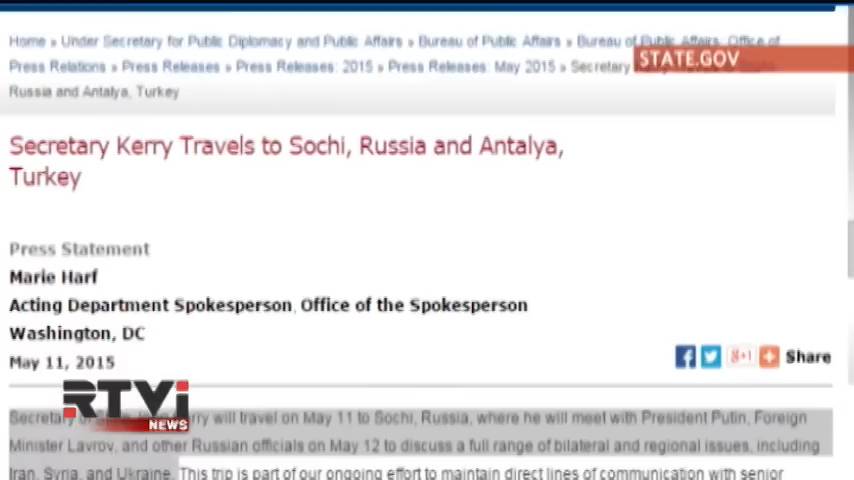 Home » Under Secretary for Public Diplomacy and Public Affairs » Bureau of Public Affairs » Bureau of Public Affairs, Office of
Press Relations » Press Releases » Press Releases: 2015 » Press Releases: May 2015 » Secretary
STATE.GOV
Russia and Antalya, Turkey
Secretary Kerry Travels to Sochi, Russia and Antalya,
Turkey
Press Statement
Marie Harf
Acting Department Spokesperson, Office of the Spokesperson
Washington, DC
May 11, 2015
f g+1 + Share
RTVi
NEWS
Secretary will travel on May 11 to Sochi, Russia, where he will meet with President Putin, Foreign
Minister Lavrov, and other Russian officials on May 12 to discuss a full range of bilateral and regional issues, including
Iran, Syria, and Ukraine. This trip is part of our ongoing effort to maintain direct lines of communication with senior